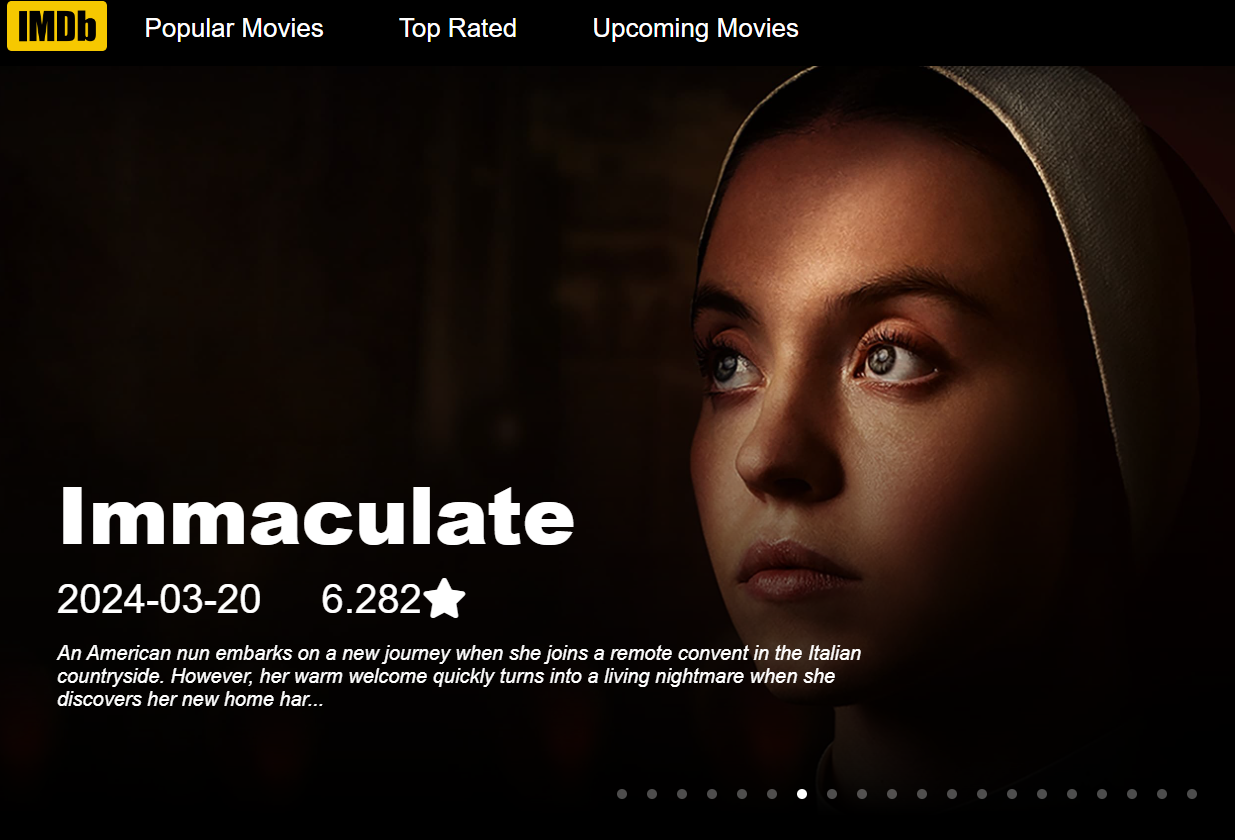 IMDb Popular Movies Top Rated Upcoming Movies
Immaculate
2024-03-20 6.282
An American nun embarks on a new journey when she joins a remote convent in the Italian
countryside. However, her warm welcome quickly turns into a living nightmare when she
discovers her new home har...